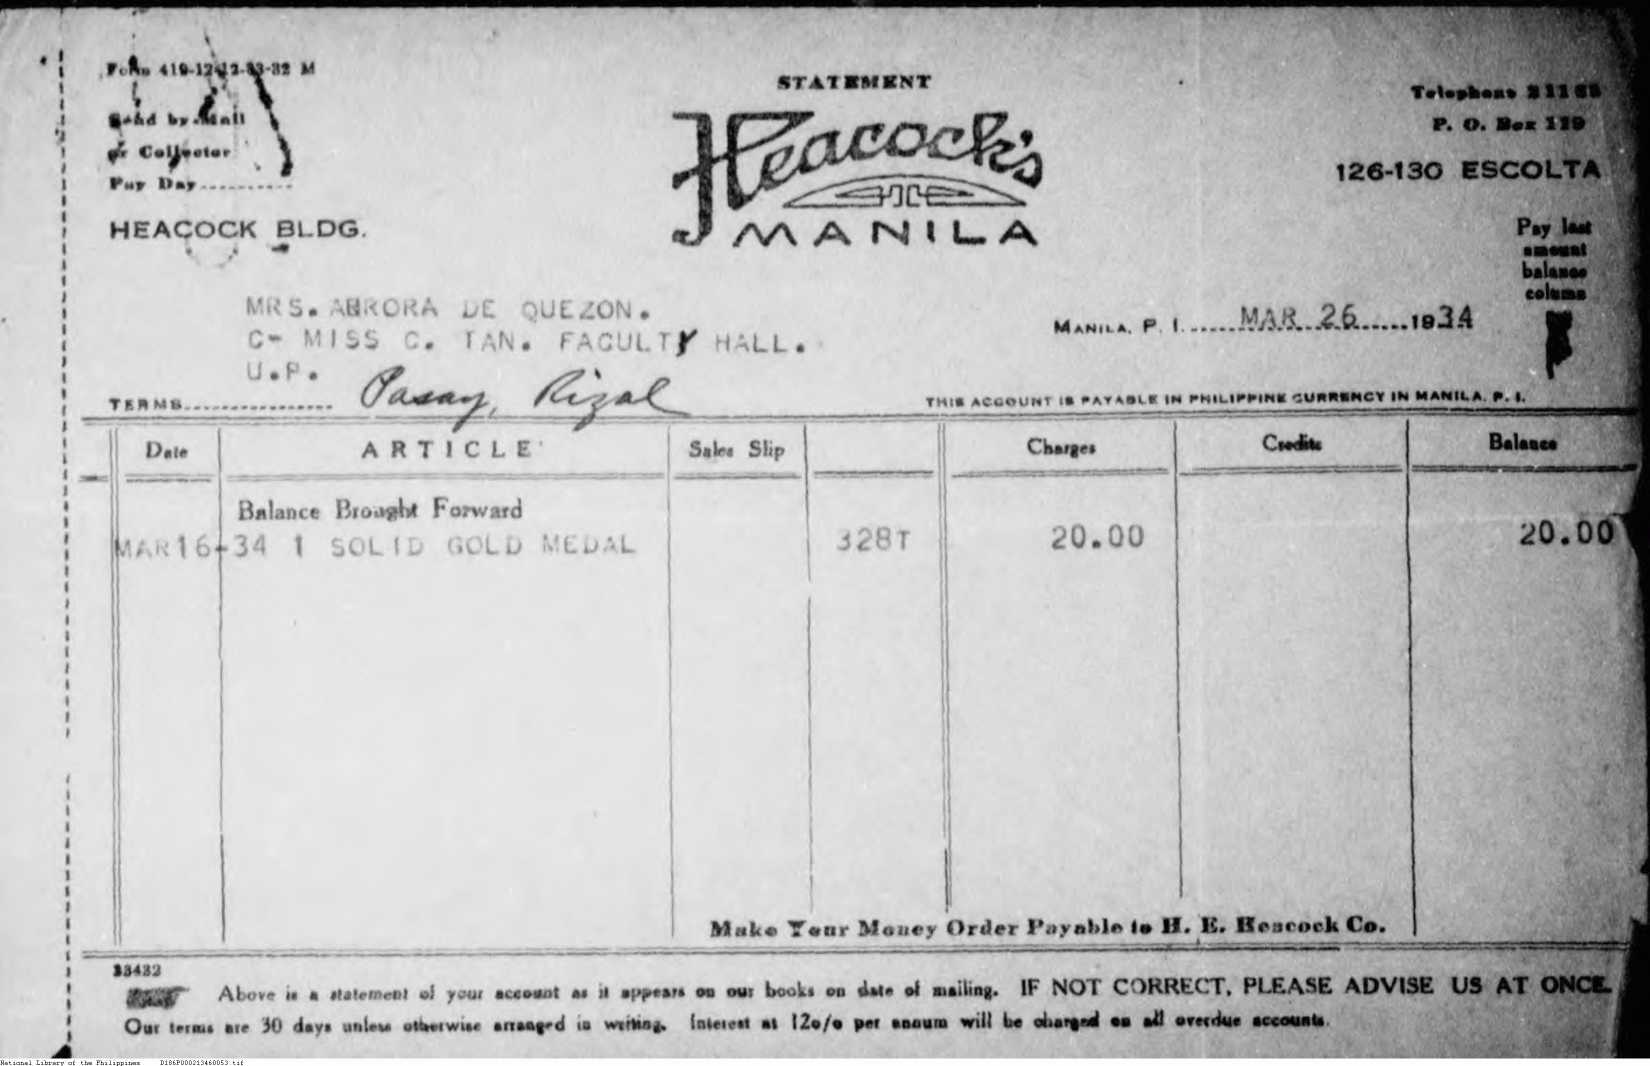 STATEMENT
Send by Mail
or Collector
Pay Day
HEACOCK BLDG.
Heacock's
MANILA
Telephone
P. O. Box 119
126-130 ESCOLTA
Pay last
amount
balance
column
MRS. AURORA DE QUEZON.
C- MISS C. TAN. FACULTY HALL.
U.P.
Pasay, Rizal
MANILA, P. I. MAR 26 1934
TERMS
THIS ACCOUNT IS PAYABLE IN PHILIPPINE CURRENCY IN MANILA, P. I.
Date ARTICLE Sales Slip Charges Credits Balance
Balance Brought Forward
MAR16-34 1 SOLID GOLD MEDAL 328T 20.00 20.00
Make Your Money Order Payable to H. E. Heacock Co.
Above is a statement of your account as it appears on our books on date of mailing. IF NOT CORRECT, PLEASE ADVISE US AT ONCE.
Our terms are 30 days unless otherwise arranged in writing. Interest at 12o/o per annum will be charged on all overdue accounts.
National Library of the Philippines D186P000213460053.tif